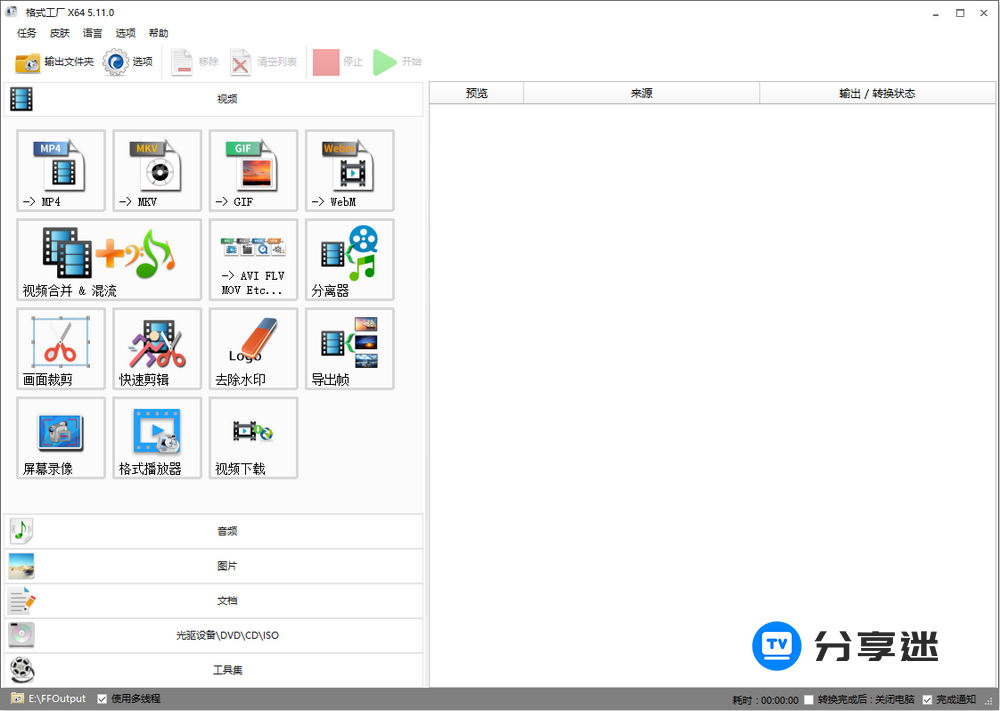 格式工厂 X64 5.11.0
任务 皮肤 语言 选项 帮助
输出文件夹 选项 移除 清空列表 停止 开始
视频
预览 来源 输出 / 转换状态
MP4 MKV GIF WebM
-> MP4 -> MKV -> GIF -> WebM
视频合并 & 混流
-> AVI FLV
MOV Etc...
分离器
Logo
画面裁剪 快速剪辑 去除水印 导出帧
屏幕录像 格式播放器 视频下载
音频
图片
文档
光驱设备\DVD\CD\ISO
工具集
TV 分享迷
E:\FFOutput 使用多线程 耗时 : 00:00:00 转换完成后 : 关闭电脑 完成通知